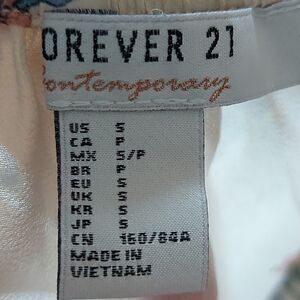 OREVER 21
Contemporary
US S
CA P
MX S/P
BR P
EU S
UK S
KR S
JP S
CN 160/84A
MADE IN
VIETNAM